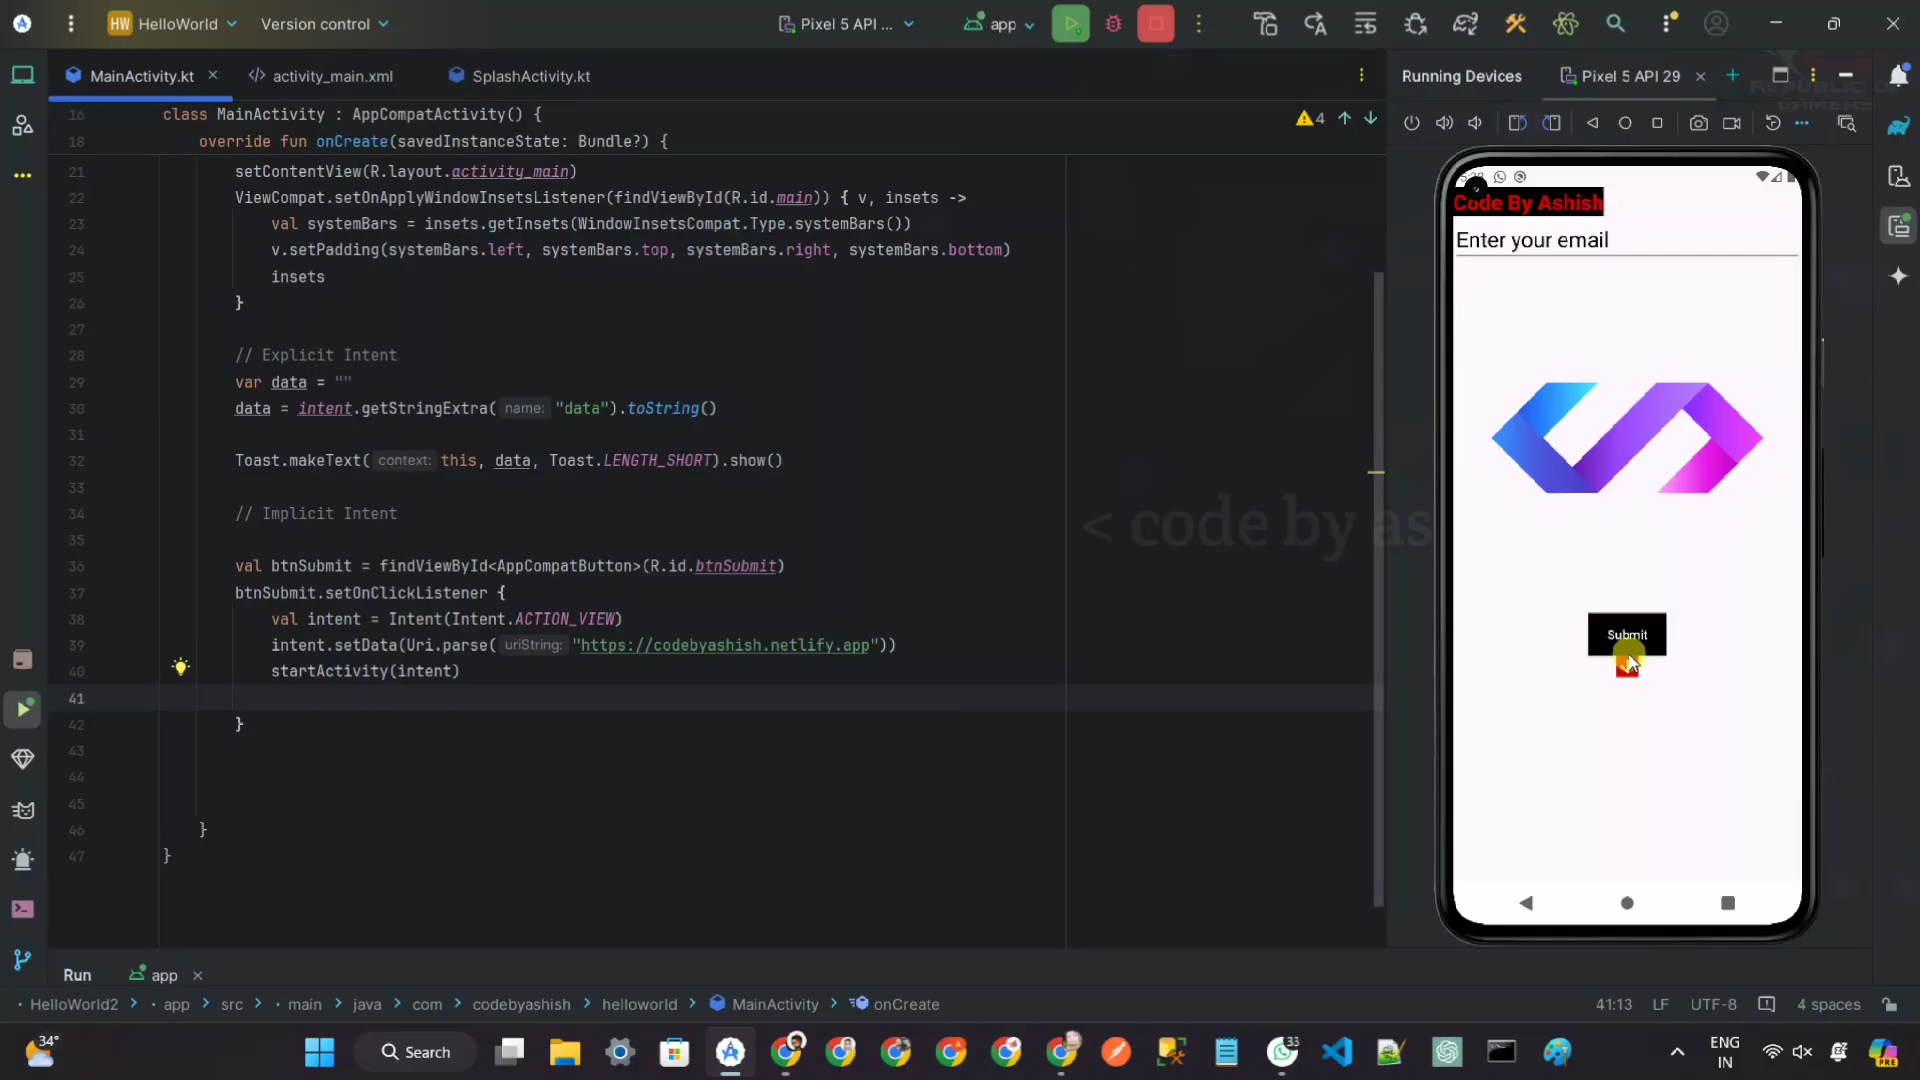 HW HelloWorld Version control Pixel 5 API ... app
MainActivity.kt activity_main.xml SplashActivity.kt Running Devices Pixel 5 API 29
REPUBLIC OF
GAMERS
16 class MainActivity : AppCompatActivity() { 4
18 override fun onCreate(savedInstanceState: Bundle?) {
21 setContentView(R.layout.activity_main)
22 ViewCompat.setOnApplyWindowInsetsListener(findViewById(R.id.main)) { v, insets ->
23 val systemBars = insets.getInsets(WindowInsetsCompat.Type.systemBars())
24 v.setPadding(systemBars.left, systemBars.top, systemBars.right, systemBars.bottom)
25 insets
26 }
27
28 // Explicit Intent
29 var data = ""
30 data = intent.getStringExtra( name: "data").toString()
31
32 Toast.makeText( context: this, data, Toast.LENGTH_SHORT).show()
33
34 // Implicit Intent
35
36 val btnSubmit = findViewById<AppCompatButton>(R.id.btnSubmit)
37 btnSubmit.setOnClickListener {
38 val intent = Intent(Intent.ACTION_VIEW)
39 intent.setData(Uri.parse( uriString: "https://codebyashish.netlify.app"))
40 startActivity(intent)
41
42 }
43
44
45
46 }
47 }
< code by as
Code By Ashish
Enter your email
Submit
Run app
HelloWorld2 > app > src > main > java > com > codebyashish > helloworld > MainActivity > onCreate 41:13 LF UTF-8 4 spaces
34° Search 33 ENG
IN
PRE